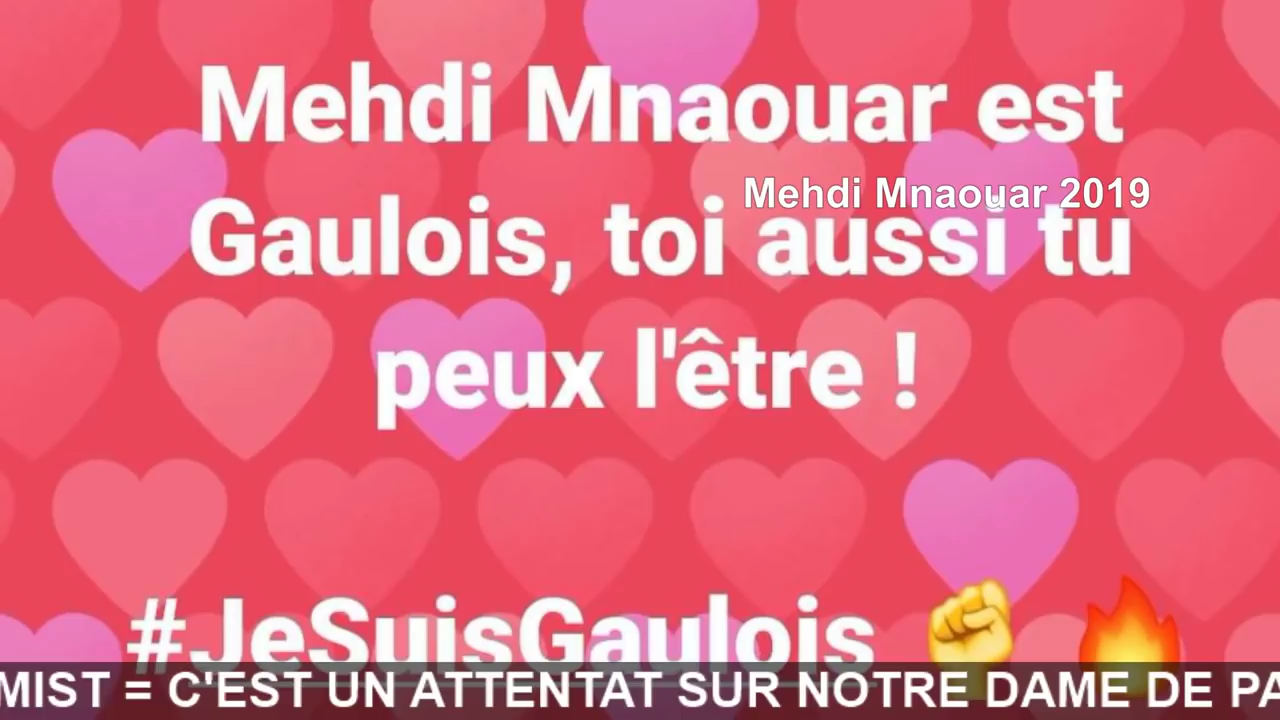 Mehdi Mnaouar est
Mehdi Mnaouar 2019
Gaulois, toi aussi tu
peux l'être !
#JeSuisGaulois ✊ 🔥
MIST = C'EST UN ATTENTAT SUR NOTRE DAME DE PA